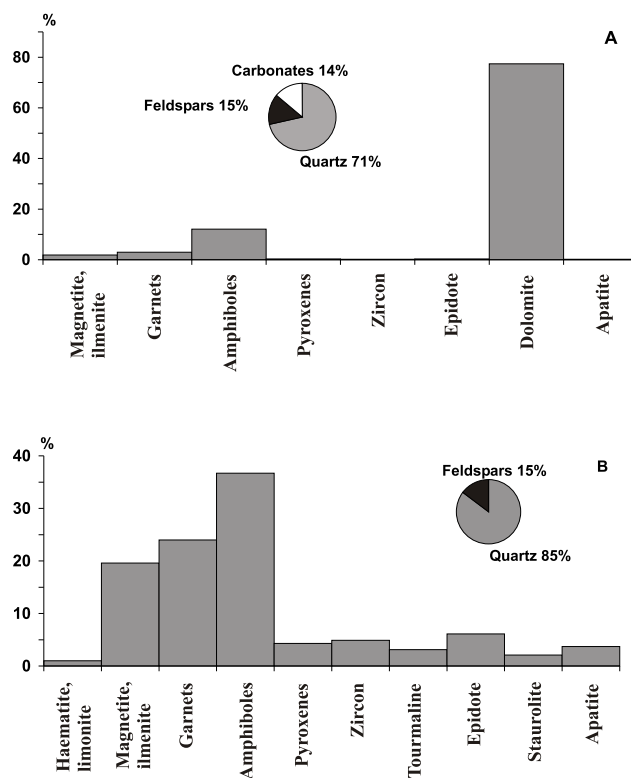 %
A
80
60
40
20
0
Carbonates 14%
Feldspars 15%
Quartz 71%
Magnetite,
ilmenite
Garnets
Amphiboles
Pyroxenes
Zircon
Epidote
Dolomite
Apatite
%
B
40
30
20
10
0
Feldspars 15%
Quartz 85%
Haematite,
limonite
Magnetite,
ilmenite
Garnets
Amphiboles
Pyroxenes
Zircon
Tourmaline
Epidote
Staurolite
Apatite